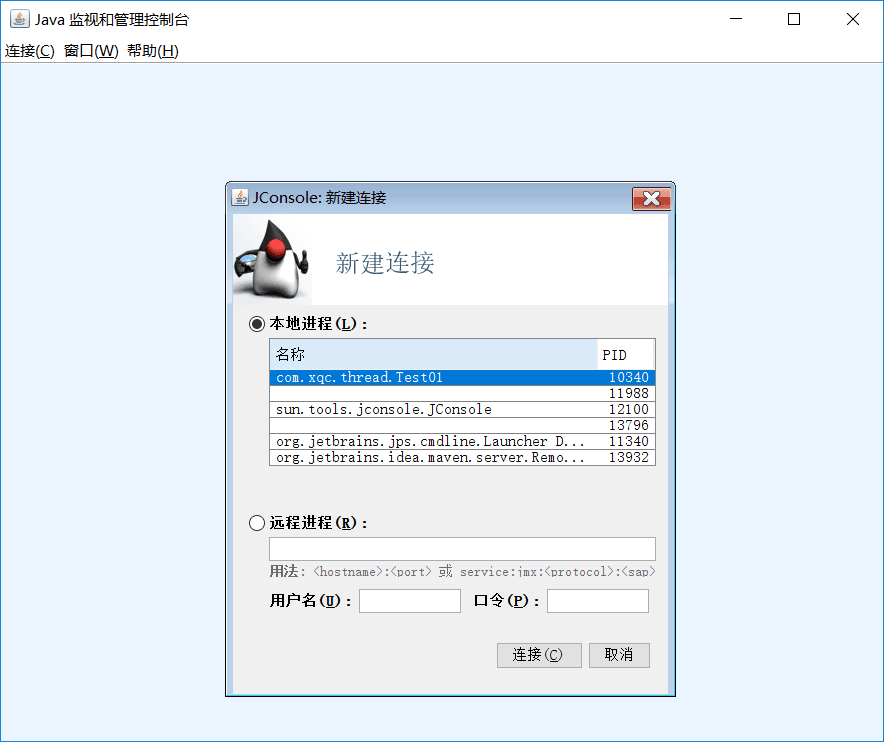 Java 监视和管理控制台
连接(C) 窗口(W) 帮助(H)
JConsole: 新建连接
新建连接
本地进程(L)：
名称 PID
com.xqc.thread.Test01 10340
11988
sun.tools.jconsole.JConsole 12100
13796
org.jetbrains.jps.cmdline.Launcher D... 11340
org.jetbrains.idea.maven.server.Remo... 13932
远程进程(R)：
用法: <hostname>:<port> 或 service:jmx:<protocol>:<sap>
用户名(U)： 口令(P)：
连接(C) 取消